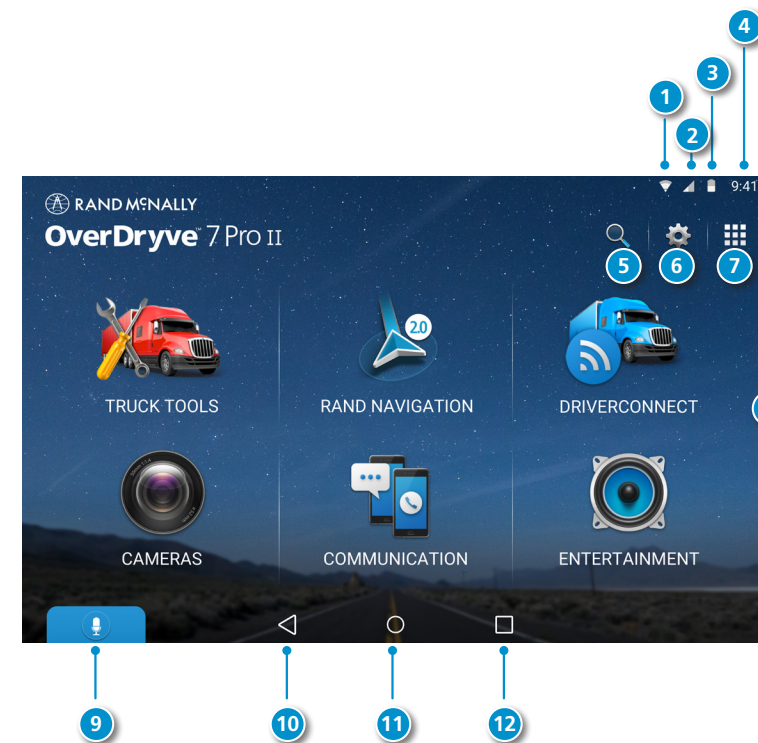 4
3
1
2
9:41
RAND MCNALLY
OverDryve™ 7 Pro II
5
6
7
2.0
TRUCK TOOLS
RAND NAVIGATION
DRIVERCONNECT
CAMERAS
COMMUNICATION
ENTERTAINMENT
9
10
11
12